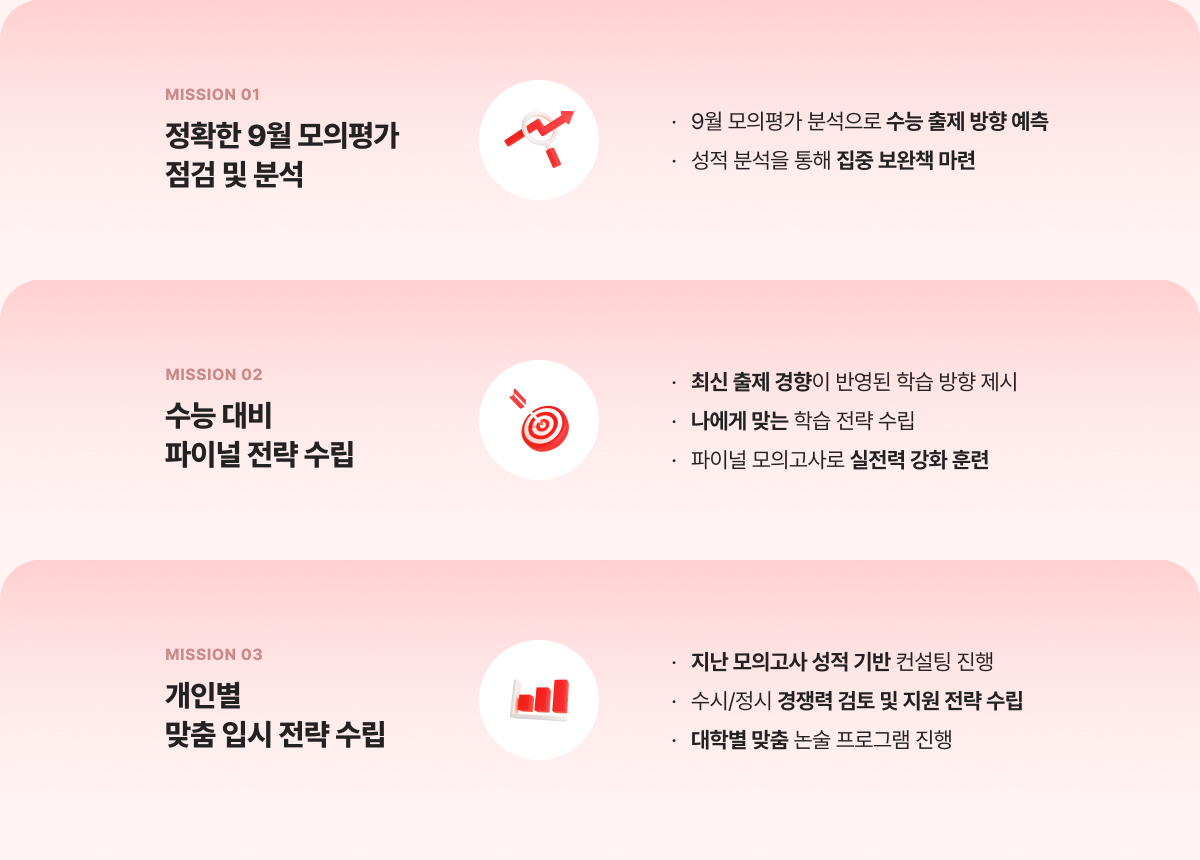 MISSION 01
정확한 9월 모의평가
점검 및 분석
· 9월 모의평가 분석으로 수능 출제 방향 예측
· 성적 분석을 통해 집중 보완책 마련
MISSION 02
수능 대비
파이널 전략 수립
· 최신 출제 경향이 반영된 학습 방향 제시
· 나에게 맞는 학습 전략 수립
· 파이널 모의고사로 실전력 강화 훈련
MISSION 03
개인별
맞춤 입시 전략 수립
· 지난 모의고사 성적 기반 컨설팅 진행
· 수시/정시 경쟁력 검토 및 지원 전략 수립
· 대학별 맞춤 논술 프로그램 진행